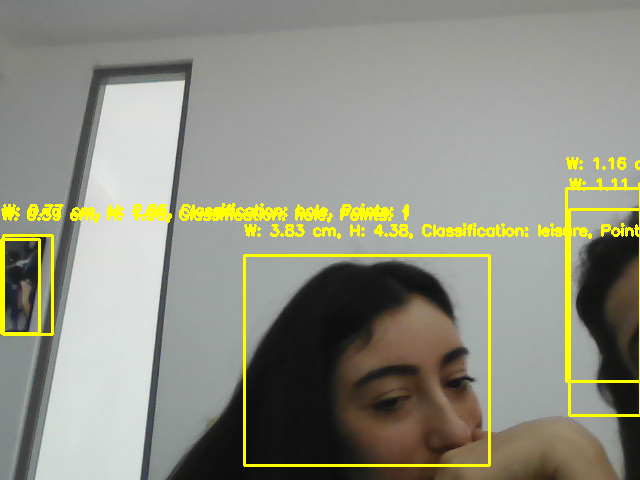 W: 1.16 c
W: 1.11 c
Classification: hole, Points: 1
W: 3.83 cm, H: 4.38, Classification: leisure, Point